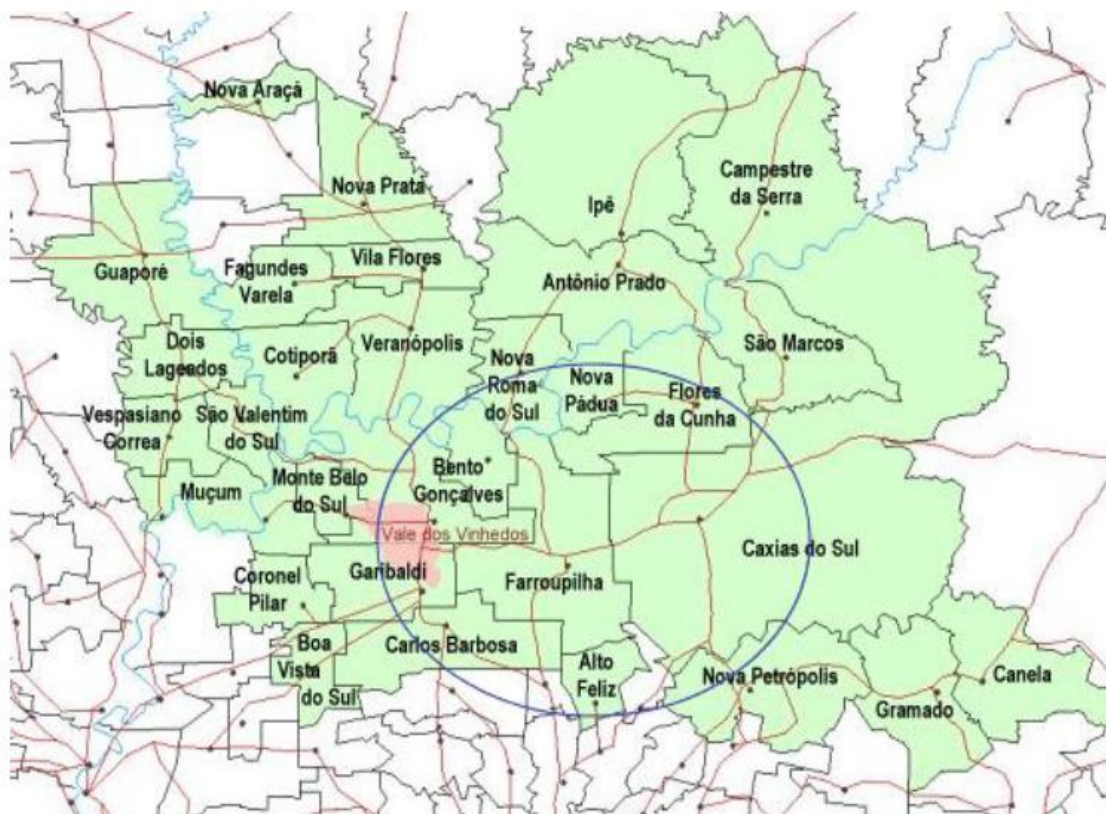 Nova Araçá
Nova Prata
Campestre
da Serra
Ipê
Guaporé
Fagundes
Varela
Vila Flores
Antônio Prado
Dois
Lageados
Cotiporã
Veranópolis
São Marcos
Nova
Roma
do Sul
Nova
Pádua
Flores
da Cunha
Vespasiano
Correa
São Valentim
do Sul
Muçum
Monte Belo
do Sul
Bento
Gonçalves
Vale dos Vinhedos
Caxias do Sul
Coronel
Pilar
Garibaldi
Farroupilha
Boa
Vista
do Sul
Carlos Barbosa
Alto
Feliz
Nova Petrópolis
Gramado
Canela